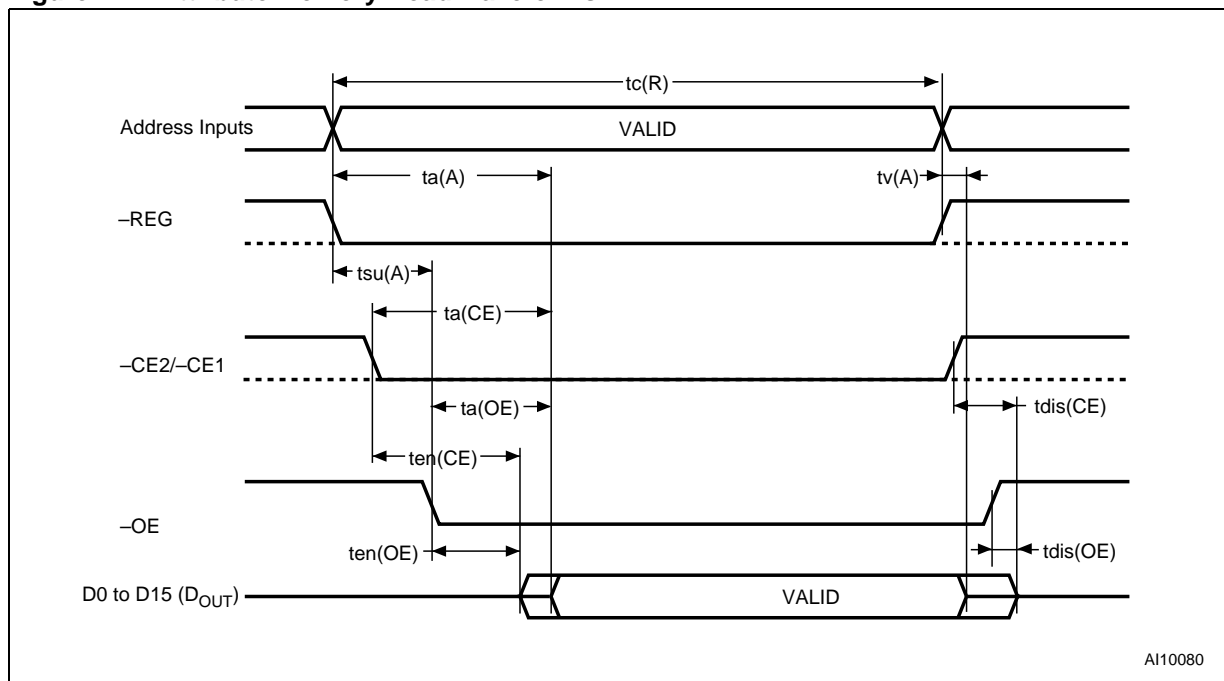 tc(R)
Address Inputs
VALID
ta(A)
tv(A)
–REG
tsu(A)
ta(CE)
–CE2/–CE1
ta(OE)
tdis(CE)
ten(CE)
–OE
ten(OE)
tdis(OE)
D0 to D15 (DOUT)
VALID
AI10080